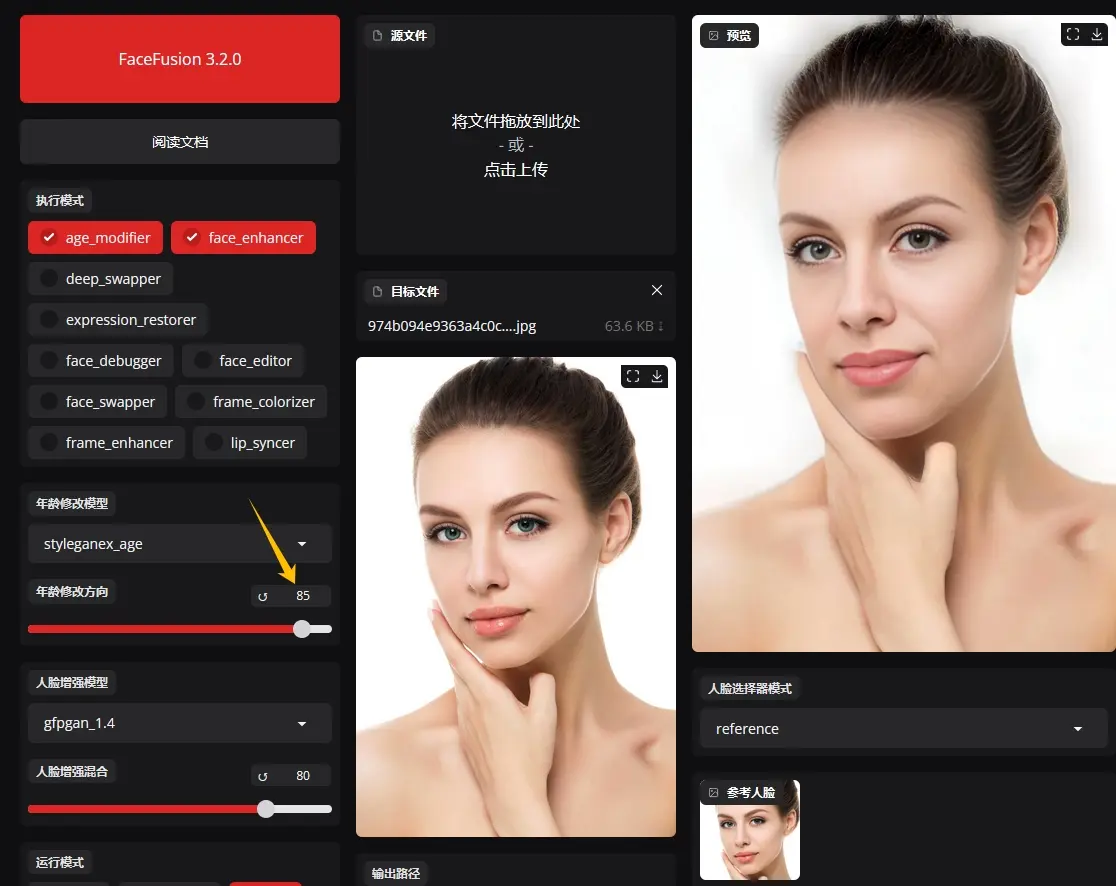 FaceFusion 3.2.0
阅读文档
执行模式
age_modifier
face_enhancer
deep_swapper
expression_restorer
face_debugger
face_editor
face_swapper
frame_colorizer
frame_enhancer
lip_syncer
年龄修改模型
styleganex_age
年龄修改方向
↺ 85
人脸增强模型
gfpgan_1.4
人脸增强混合
↺ 80
运行模式
源文件
将文件拖放到此处
- 或 -
点击上传
目标文件
974b094e9363a4c0c....jpg
63.6 KB ↓
输出路径
预览
人脸选择器模式
reference
参考人脸